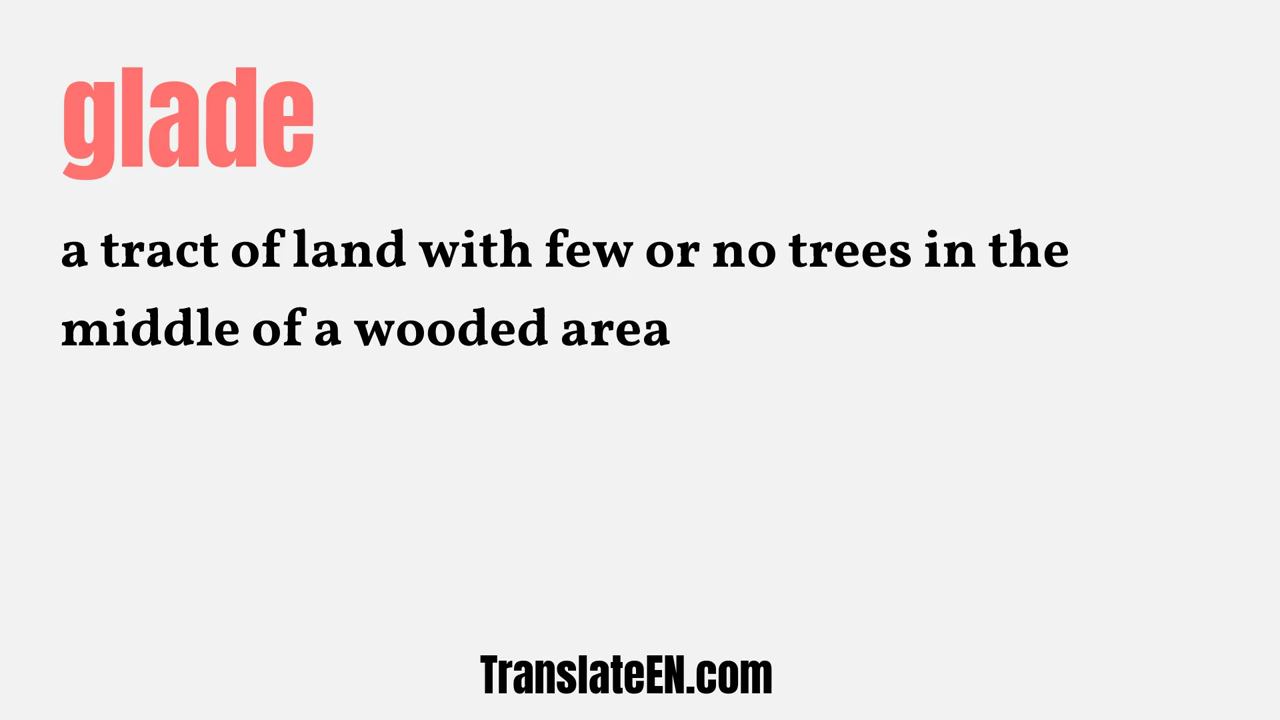 glade
a tract of land with few or no trees in the
middle of a wooded area
TranslateEN.com